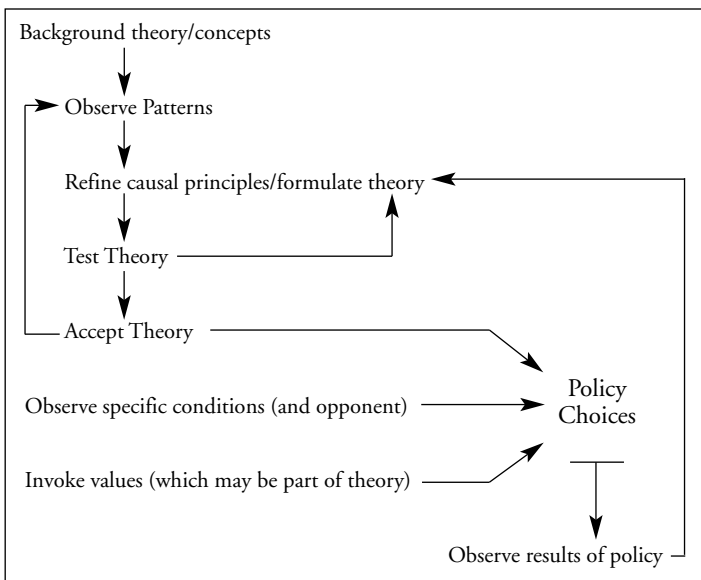 Background theory/concepts
Observe Patterns
Refine causal principles/formulate theory
Test Theory
Accept Theory
Policy
Choices
Observe specific conditions (and opponent)
Invoke values (which may be part of theory)
Observe results of policy